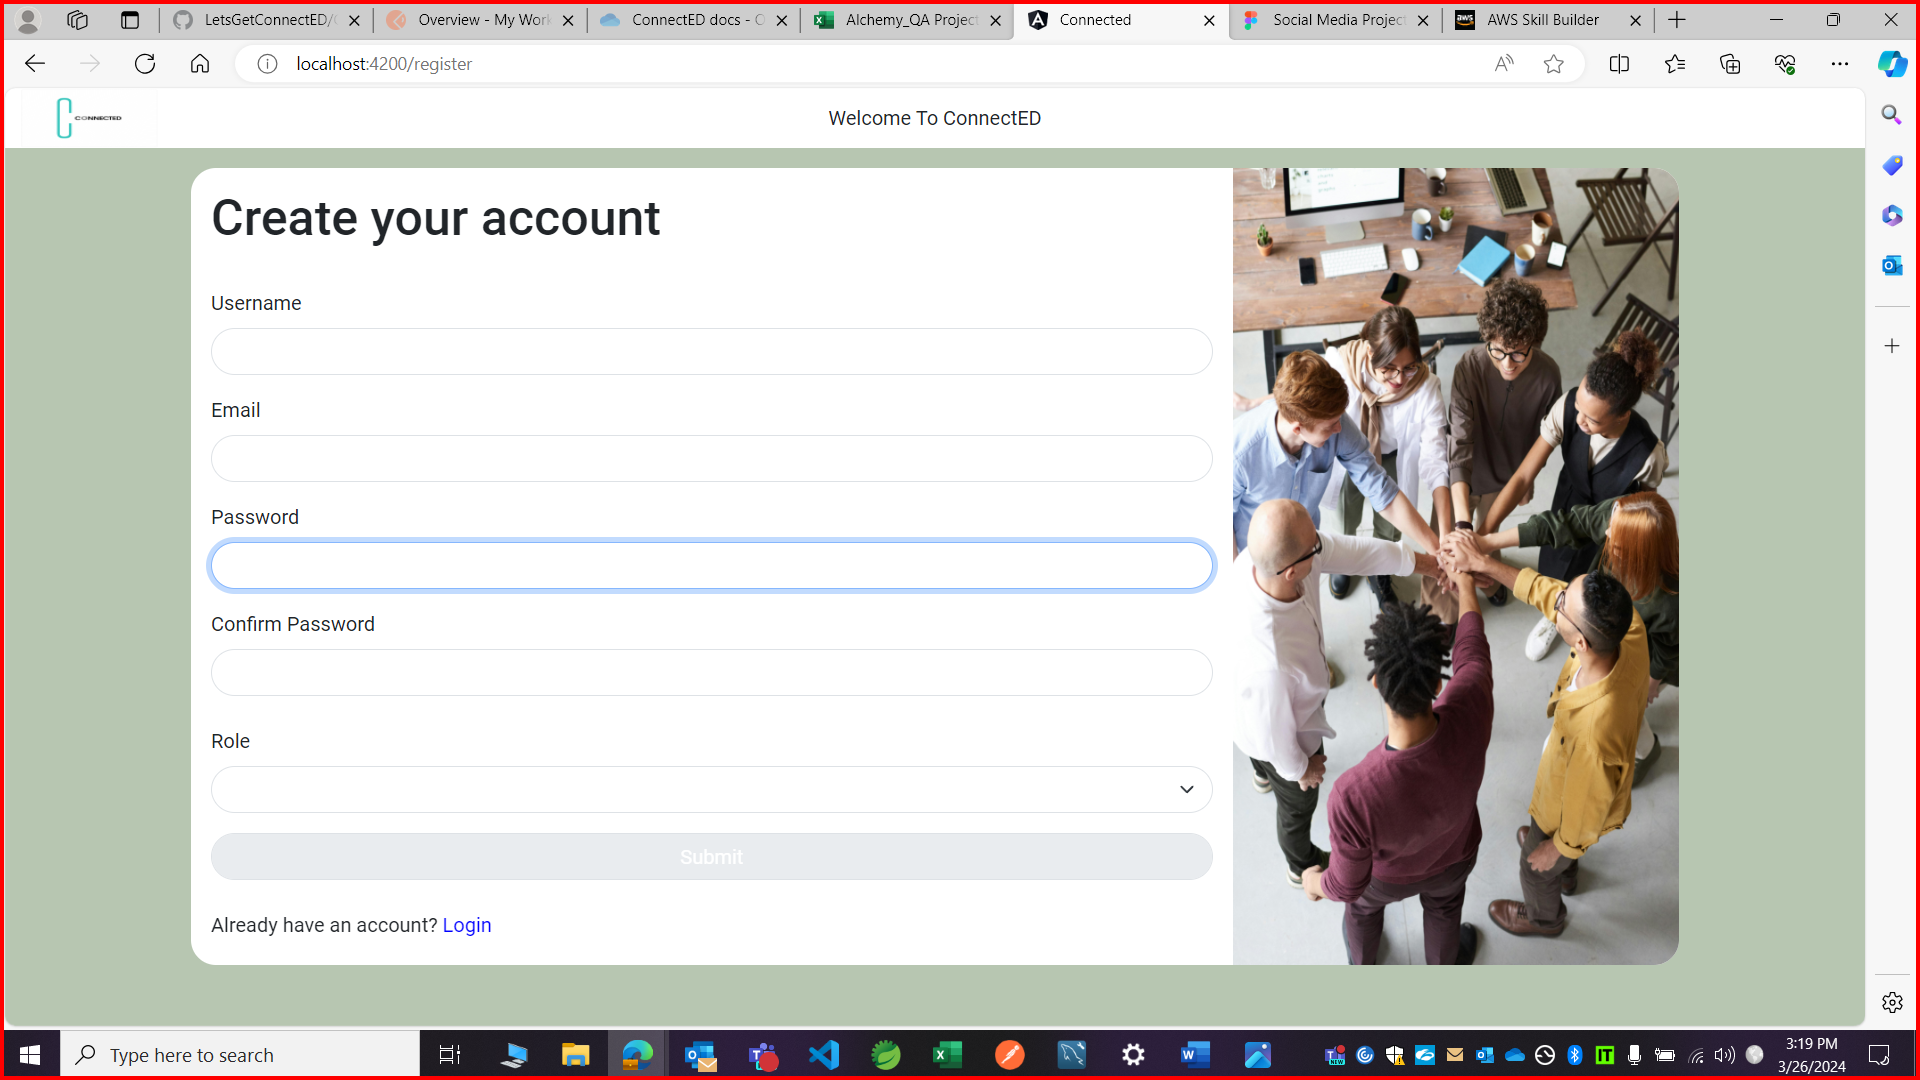 LetsGetConnectED/
Overview - My Work
ConnectED docs - O
Alchemy_QA Project
Connected
Social Media Project
AWS Skill Builder
localhost:4200/register
CONNECTED
Welcome To ConnectED
Create your account
Username
Email
Password
Confirm Password
Role
Submit
Already have an account? Login
Type here to search
3:19 PM
3/26/2024